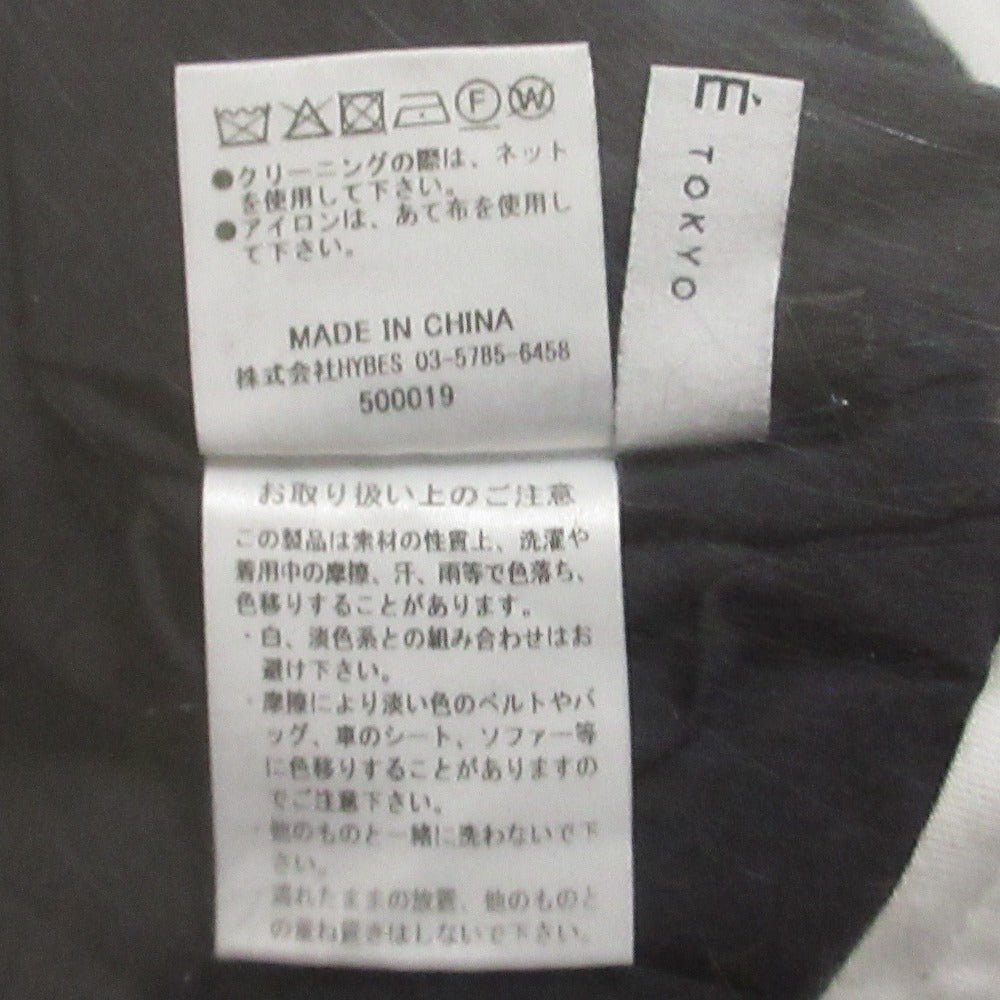 F W
●クリーニングの際は、ネット
を使用して下さい。
●アイロンは、あて布を使用し
て下さい。
MADE IN CHINA
株式会社HYBES 03-5785-6458
500019
É TOKYO
お取り扱い上のご注意
この製品は素材の性質上、洗濯や
着用中の摩擦、汗、雨等で色落ち、
色移りすることがあります。
・白、淡色系との組み合わせはお
避け下さい。
・摩擦により淡い色のベルトやバ
ッグ、車のシート、ソファー等
に色移りすることがありますの
でご注意下さい。
・他のものと一緒に洗わないで下
さい。
・濡れたままの放置、他のものと
の重ね置きはしないで下さい。